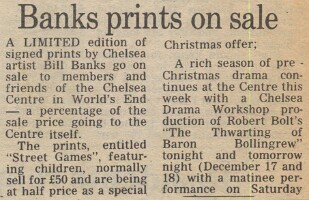 Banks prints on sale
A LIMITED edition of
signed prints by Chelsea
artist Bill Banks go on
sale to members and
friends of the Chelsea
Centre in World's End
— a percentage of the
sale price going to the
Centre itself.
The prints, entitled
"Street Games", featur-
ing children, normally
sell for £50 and are being
at half price as a special
Christmas offer;
A rich season of pre-
Christmas drama con-
tinues at the Centre this
week with a Chelsea
Drama Workshop pro-
duction of Robert Bolt's
"The Thwarting of
Baron Bollingrew"
tonight and tomorrow
night (December 17 and
18) with a matinee per-
formance on Saturday